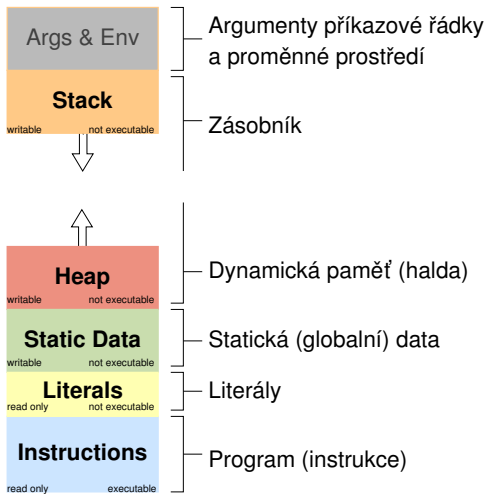 Args & Env
Argumenty příkazové řádky
a proměnné prostředí
Stack
writable not executable
Zásobník
Heap
writable not executable
Dynamická paměť (halda)
Static Data
writable not executable
Statická (globalní) data
Literals
read only not executable
Literály
Instructions
read only executable
Program (instrukce)